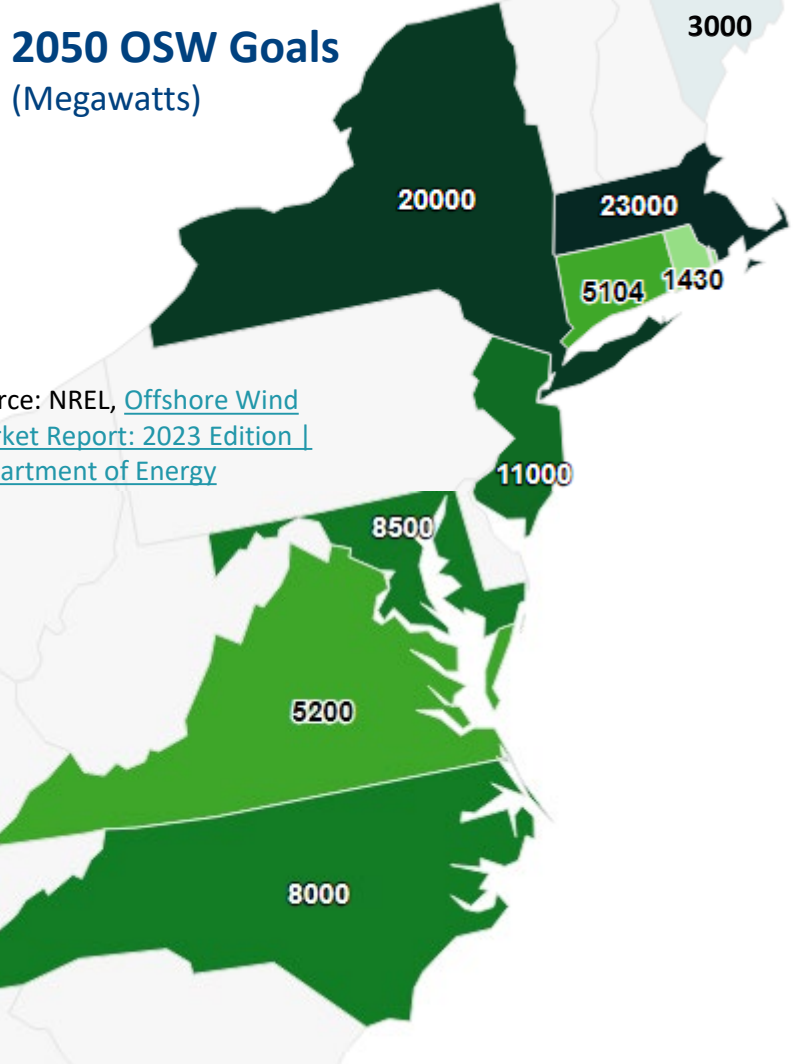 2050 OSW Goals
(Megawatts)
3000
20000
23000
5104
1430
rce: NREL, Offshore Wind
ket Report: 2023 Edition |
artment of Energy
11000
8500
5200
8000